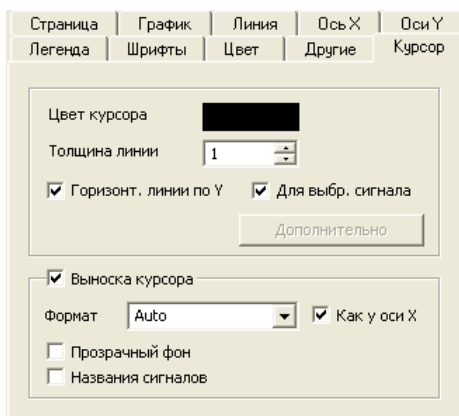 Страница График Линия Ось X Оси Y
Легенда Шрифты Цвет Другие Курсор
Цвет курсора
Толщина линии 1
Горизонт. линии по Y Для выбр. сигнала
Дополнительно
Выноска курсора
Формат Auto Как у оси X
Прозрачный фон
Названия сигналов